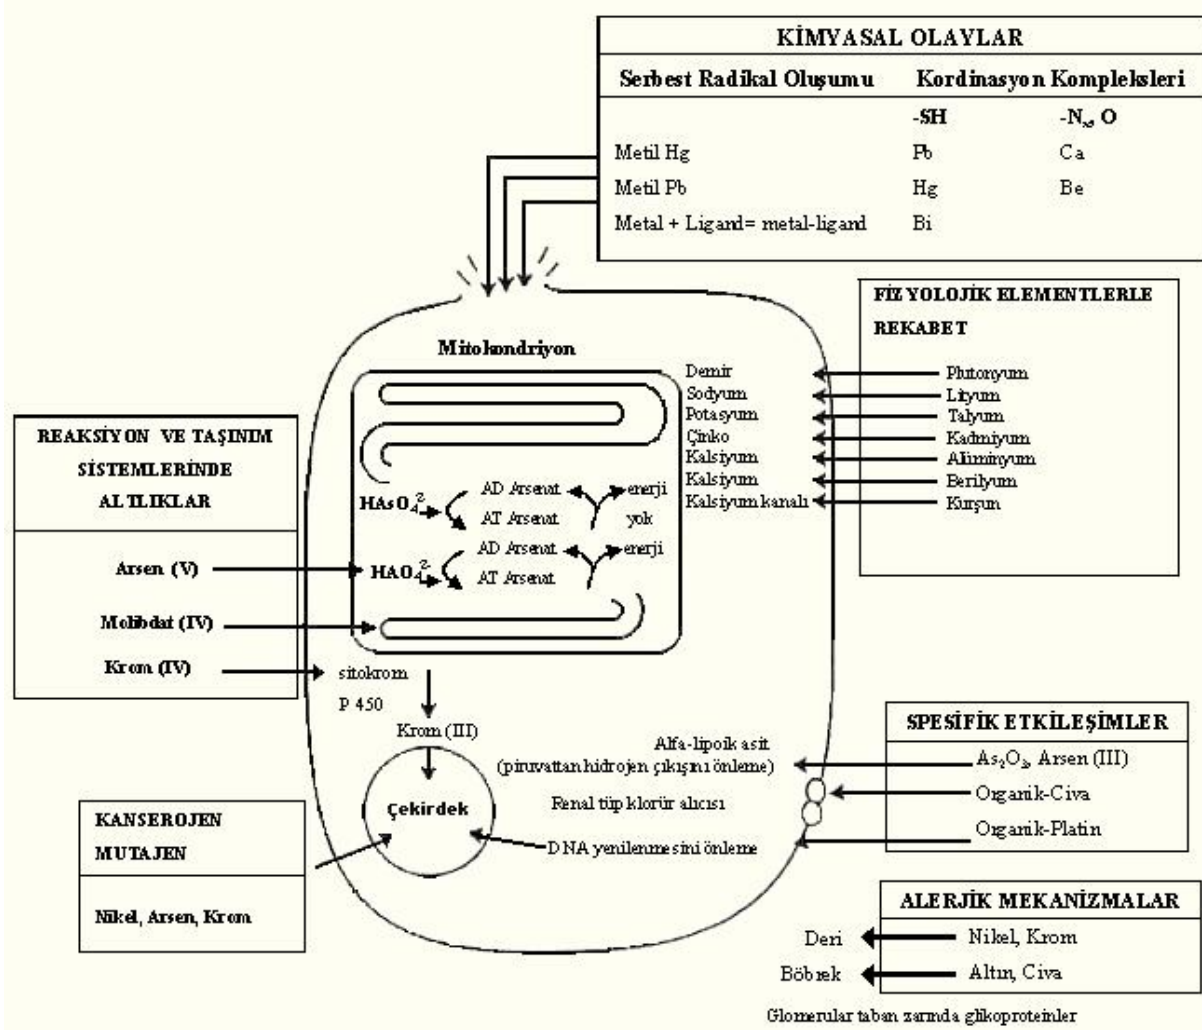 KİMYASAL OLAYLAR
Serbest Radikal Oluşumu Kordinasyon Kompleksleri
-SH -Nₓ, O
Metil Hg Pb Ca
Metil Pb Hg Be
Metal + Ligand= metal-ligand Bi
FİZYOLOJİK ELEMENTLERLE
REKABET
Mitokondriyon
Demir Plutonyum
Sodyum Lityum
Potasyum Talyum
Çinko Kadmiyum
Kalsiyum Alüminyum
Kalsiyum Berilyum
Kalsiyum kanalı Kurşun
REAKSİYON VE TAŞINIM
SİSTEMLERİNDE
ALTLIKLAR
Arsen (V)
Molibdat (IV)
Krom (IV)
HAsO₄²⁻ AD Arsenat enerji
AT Arsenat yok
HAO₄²⁻ AD Arsenat enerji
AT Arsenat
sitokrom
P 450
Krom (III)
Çekirdek
Alfa-lipoik asit
(piruvattan hidrojen çıkışını önleme)
Renal tüp klorür alıcısı
DNA yenilenmesini önleme
SPESİFİK ETKİLEŞİMLER
As₂O₃, Arsen (III)
Organik-Civa
Organik-Platin
KANSEROJEN
MUTAJEN
Nikel, Arsen, Krom
ALERJİK MEKANİZMALAR
Deri Nikel, Krom
Böbrek Altın, Civa
Glomerular taban zarında glikoproteinler